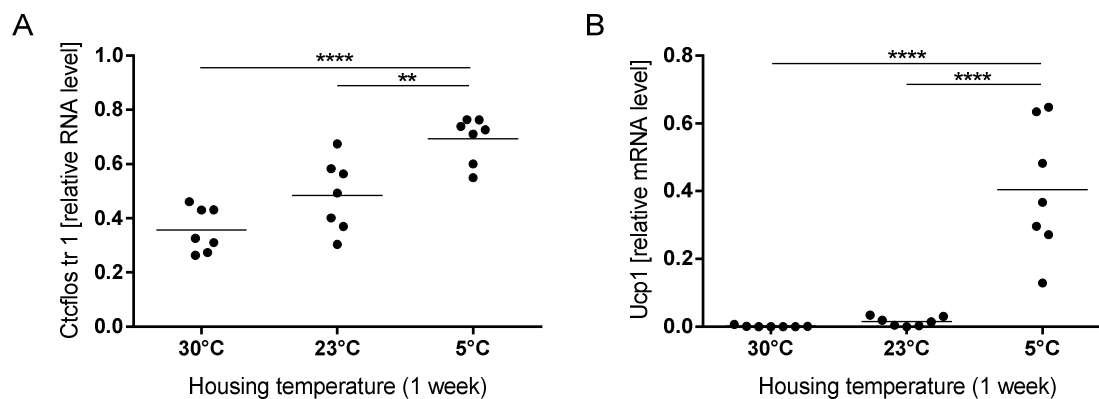 A
Ctcflos tr 1 [relative RNA level]
1.0
0.8
0.6
0.4
0.2
0.0
****
**
30°C
23°C
5°C
Housing temperature (1 week)
B
Ucp1 [relative mRNA level]
0.8
0.6
0.4
0.2
0.0
****
****
30°C
23°C
5°C
Housing temperature (1 week)